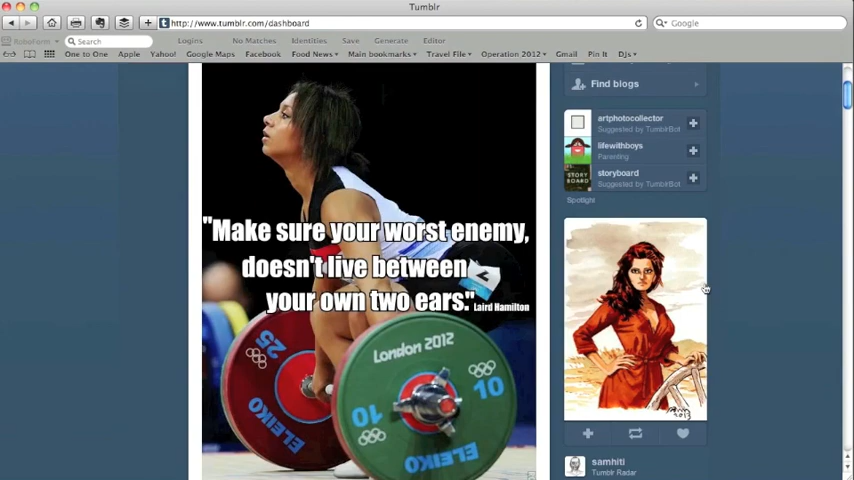 Tumblr
http://www.tumblr.com/dashboard
Google
RoboForm
Search
Logins
No Matches
Identities
Save
Generate
Editor
One to One
Apple
Yahoo!
Google Maps
Facebook
Food News
Main bookmarks
Travel File
Operation 2012
Gmail
Pin It
DJs
Find blogs
artphotocollector
Suggested by TumblrBot
lifewithboys
Parenting
storyboard
Suggested by TumblrBot
STORY
BOARD
Spotlight
"Make sure your worst enemy,
doesn't live between
your own two ears."
Laird Hamilton
25
ELEIKO
London 2012
10
10
ELEIKO
samhiti
Tumblr Radar